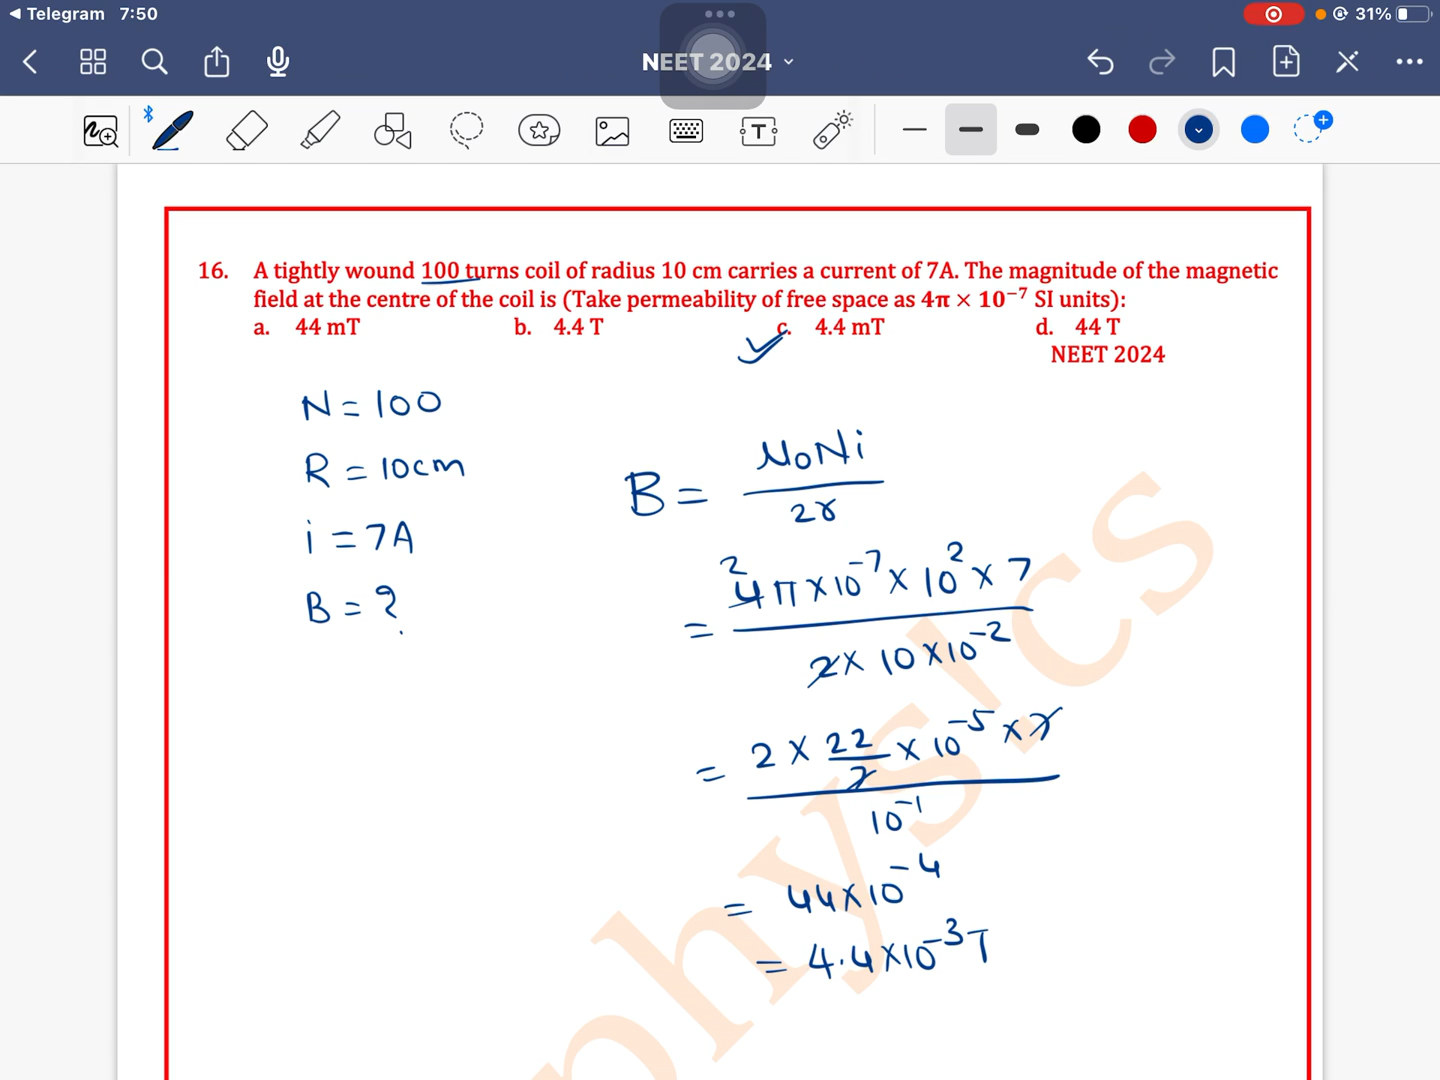 Telegram 7:50
31%
NEET 2024
T
16. A tightly wound 100 turns coil of radius 10 cm carries a current of 7A. The magnitude of the magnetic
field at the centre of the coil is (Take permeability of free space as 4π × 10⁻⁷ SI units):
a. 44 mT b. 4.4 T c. 4.4 mT d. 44 T
NEET 2024
N = 100
R = 10cm
i = 7A
B = ?
B = μ₀Ni / 2r
= 2 4π × 10⁻⁷ × 10² × 7 / 2 × 10 × 10⁻²
= 2 × 22/7 × 10⁻⁵ × 7 / 10⁻¹
= 44 × 10⁻⁴
= 4.4 × 10⁻³ T
physics